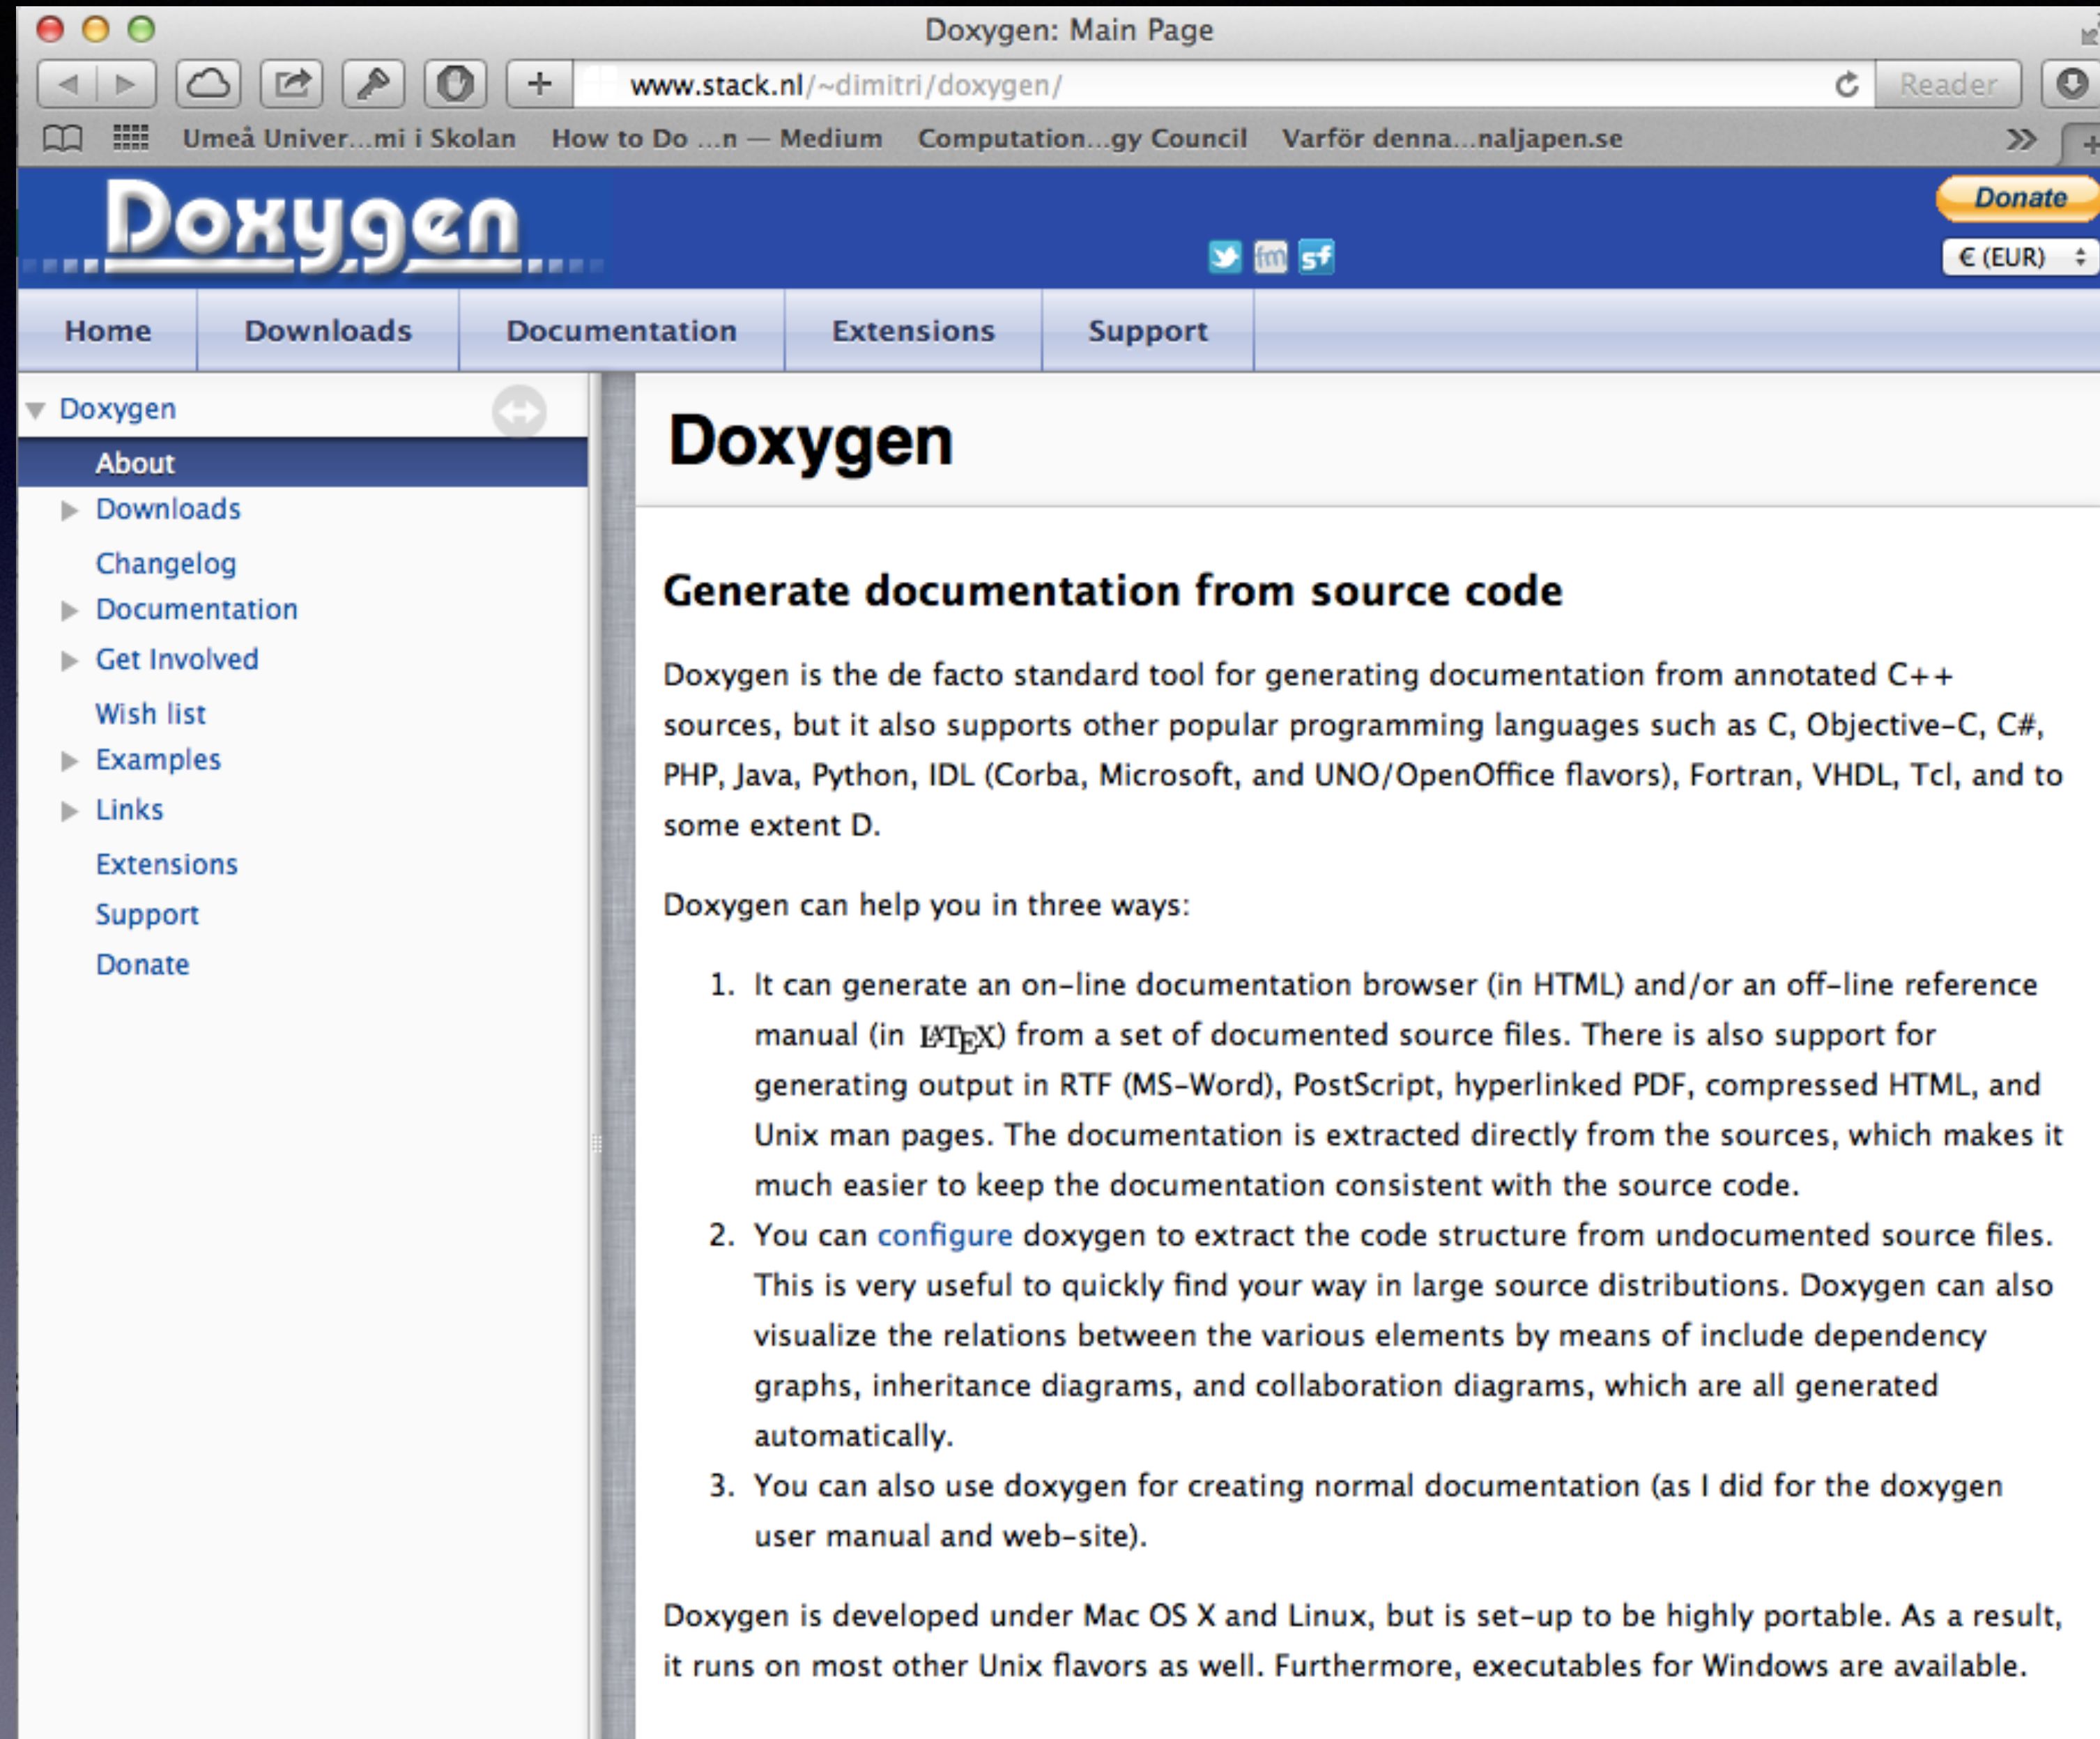 Doxygen: Main Page
www.stack.nl/~dimitri/doxygen/
Reader
Umeå Univer...mi i Skolan How to Do ...n — Medium Computation...gy Council Varför denna...naljapen.se
Doxygen
Donate
fm sf
€ (EUR)
Home Downloads Documentation Extensions Support
Doxygen
About
Downloads
Changelog
Documentation
Get Involved
Wish list
Examples
Links
Extensions
Support
Donate
Doxygen
Generate documentation from source code
Doxygen is the de facto standard tool for generating documentation from annotated C++
sources, but it also supports other popular programming languages such as C, Objective-C, C#,
PHP, Java, Python, IDL (Corba, Microsoft, and UNO/OpenOffice flavors), Fortran, VHDL, Tcl, and to
some extent D.
Doxygen can help you in three ways:
1. It can generate an on-line documentation browser (in HTML) and/or an off-line reference
manual (in LATEX) from a set of documented source files. There is also support for
generating output in RTF (MS-Word), PostScript, hyperlinked PDF, compressed HTML, and
Unix man pages. The documentation is extracted directly from the sources, which makes it
much easier to keep the documentation consistent with the source code.
2. You can configure doxygen to extract the code structure from undocumented source files.
This is very useful to quickly find your way in large source distributions. Doxygen can also
visualize the relations between the various elements by means of include dependency
graphs, inheritance diagrams, and collaboration diagrams, which are all generated
automatically.
3. You can also use doxygen for creating normal documentation (as I did for the doxygen
user manual and web-site).
Doxygen is developed under Mac OS X and Linux, but is set-up to be highly portable. As a result,
it runs on most other Unix flavors as well. Furthermore, executables for Windows are available.